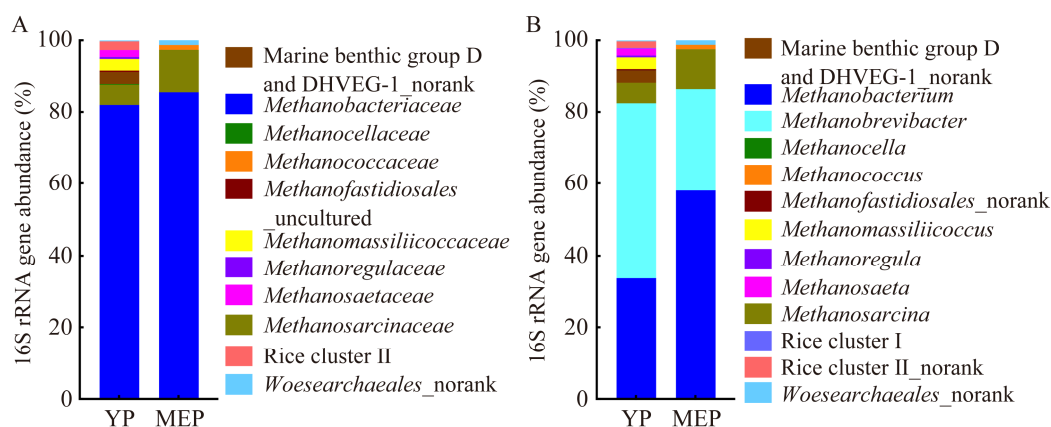 A
16S rRNA gene abundance (%)
100
80
60
40
20
0
YP
MEP
Marine benthic group D
and DHVEG-1_norank
Methanobacteriaceae
Methanocellaceae
Methanococcaceae
Methanofastidiosales
_uncultured
Methanomassiliicoccaceae
Methanoregulaceae
Methanosaetaceae
Methanosarcinaceae
Rice cluster II
Woesearchaeales_norank
B
16S rRNA gene abundance (%)
100
80
60
40
20
0
YP
MEP
Marine benthic group D
and DHVEG-1_norank
Methanobacterium
Methanobrevibacter
Methanocella
Methanococcus
Methanofastidiosales_norank
Methanomassiliicoccus
Methanoregula
Methanosaeta
Methanosarcina
Rice cluster I
Rice cluster II_norank
Woesearchaeales_norank